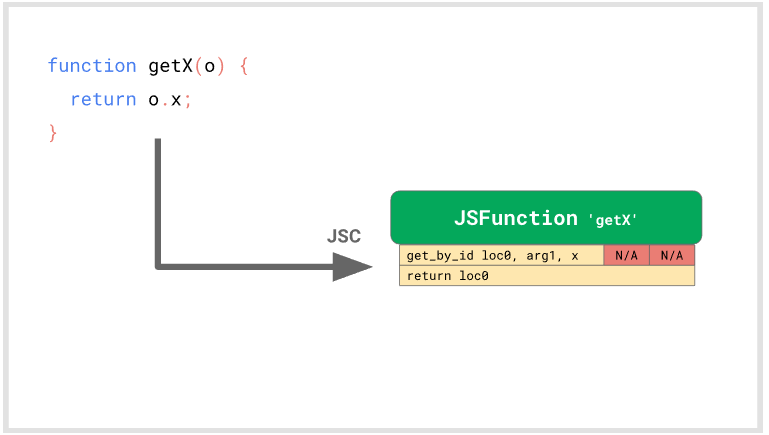 function getX(o) {
return o.x;
}
JSC
JSFunction 'getX'
get_by_id loc0, arg1, x N/A N/A
return loc0